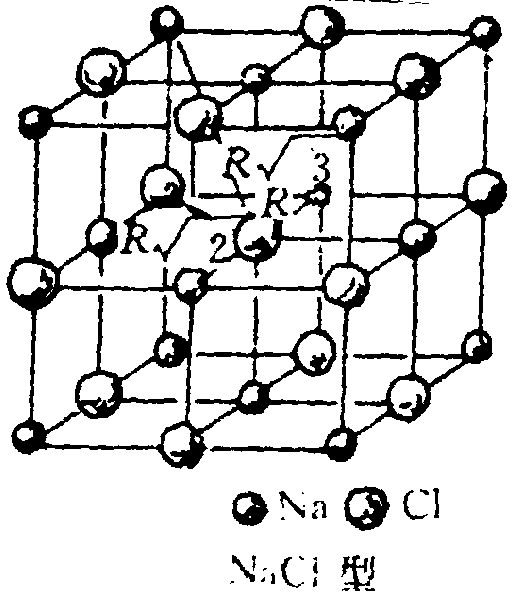 R√3
R
R√2
Na Cl
NaCl 型